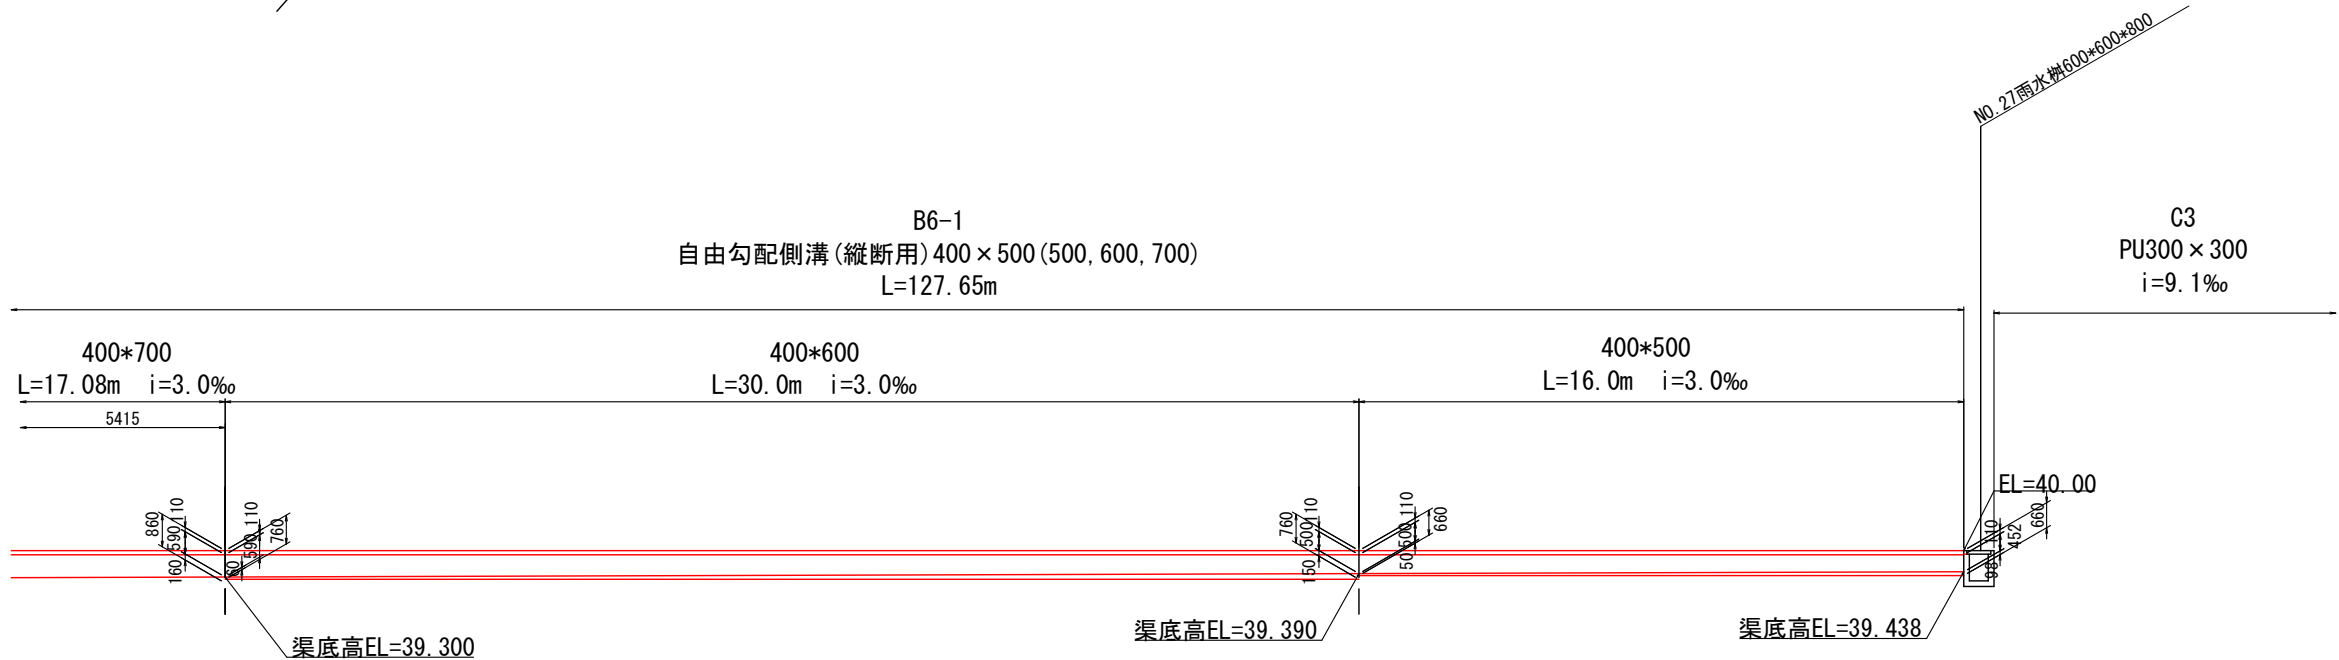 NO.27雨水桝600*600*800
B6-1
自由勾配側溝(縦断用)400×500(500,600,700)
L=127.65m
C3
PU300×300
i=9.1‰
400*700
L=17.08m i=3.0‰
5415
400*600
L=30.0m i=3.0‰
400*500
L=16.0m i=3.0‰
860
110
590
160
110
590
60
760
760
110
500
150
110
500
50
660
EL=40.00
660
110
452
98
渠底高EL=39.300
渠底高EL=39.390
渠底高EL=39.438